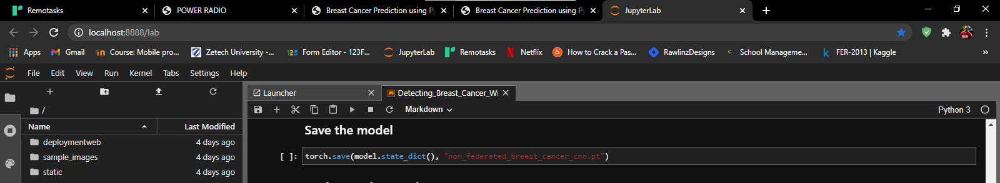 Remotasks
POWER RADIO
Breast Cancer Prediction using Py
Breast Cancer Prediction using Py
JupyterLab
localhost:8888/lab
Apps
Gmail
Course: Mobile pro...
Zetech University -...
Form Editor - 123F...
JupyterLab
Remotasks
Netflix
How to Crack a Pas...
RawlinzDesigns
School Manageme...
FER-2013 | Kaggle
File Edit View Run Kernel Tabs Settings Help
Launcher
Detecting_Breast_Cancer_Wi
/
Markdown
Python 3
Name Last Modified
deploymentweb 4 days ago
sample_images 4 days ago
static 4 days ago
Save the model
[ ]: torch.save(model.state_dict(), "non_federated_breast_cancer_cnn.pt")